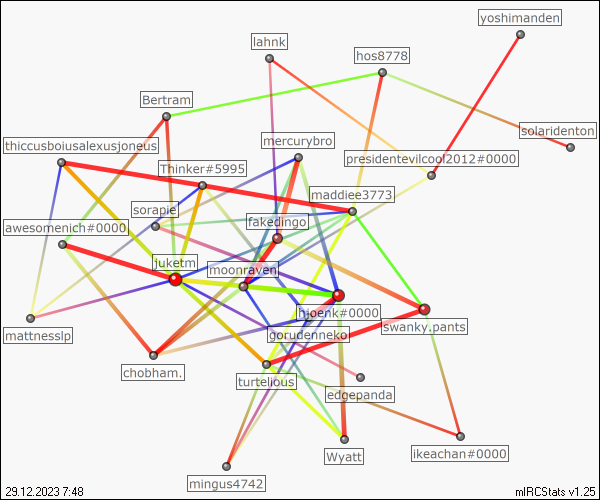 yoshimanden
lahnk
hos8778
Bertram
solaridenton
mercurybro
thiccusboiusalexusjoneus
presidentevilcool2012#0000
Thinker#5995
maddiee3773
sorapie
fakedingo
awesomenich#0000
juketm
moonraven
hjoenk#0000
swanky.pants
mattnesslp
gorudenneko
chobham.
turtelious
edgepanda
Wyatt
ikeachan#0000
mingus4742
29.12.2023 7:48
mIRCStats v1.25